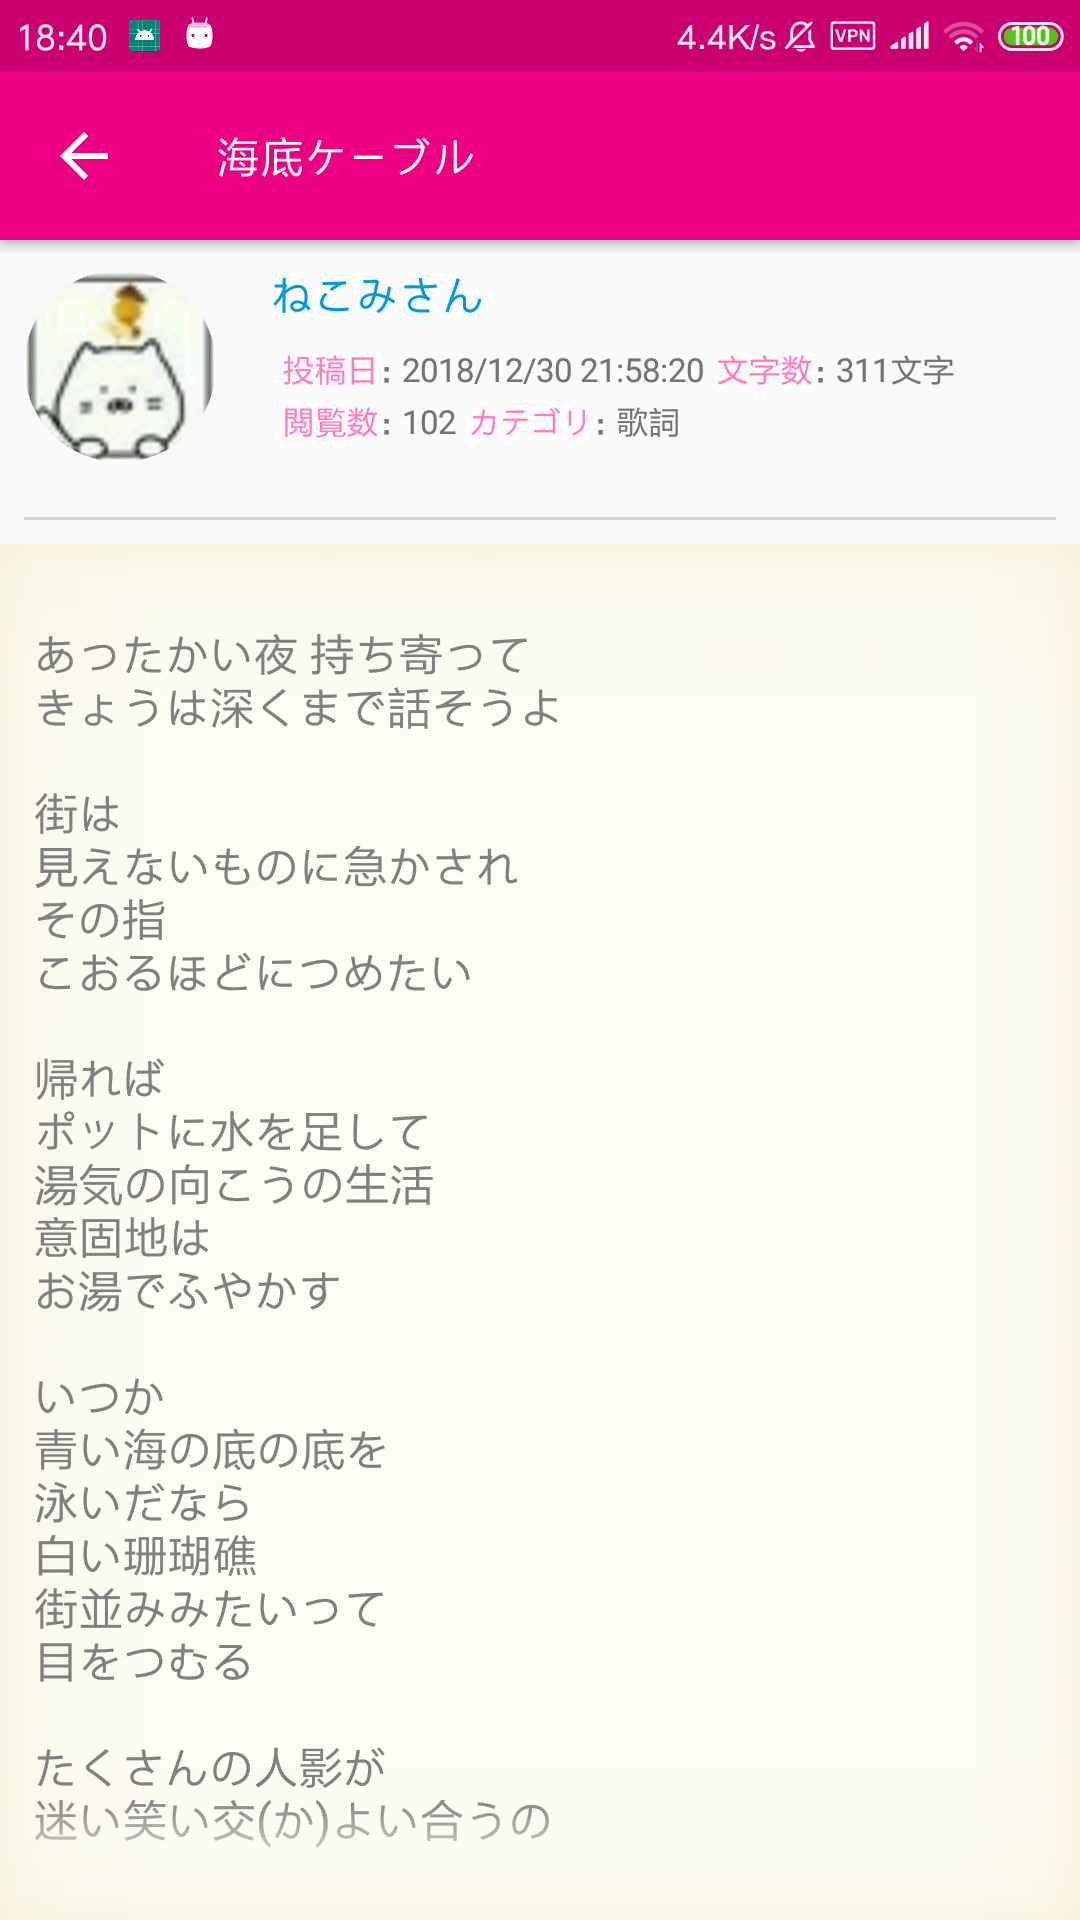 18:40 4.4K/s VPN 100
海底ケーブル
ねこみさん
投稿日: 2018/12/30 21:58:20 文字数: 311文字
閲覧数: 102 カテゴリ: 歌詞
あったかい夜 持ち寄って
きょうは深くまで話そうよ
街は
見えないものに急かされ
その指
こおるほどにつめたい
帰れば
ポットに水を足して
湯気の向こうの生活
意固地は
お湯でふやかす
いつか
青い海の底の底を
泳いだなら
白い珊瑚礁
街並みみたいって
目をつむる
たくさんの人影が
迷い笑い交(か)よい合うの